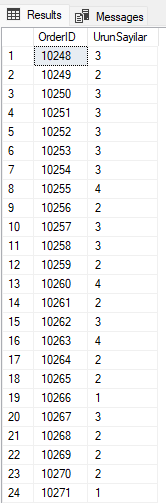 Results Messages
OrderID UrunSayilar
1 10248 3
2 10249 2
3 10250 3
4 10251 3
5 10252 3
6 10253 3
7 10254 3
8 10255 4
9 10256 2
10 10257 3
11 10258 3
12 10259 2
13 10260 4
14 10261 2
15 10262 3
16 10263 4
17 10264 2
18 10265 2
19 10266 1
20 10267 3
21 10268 2
22 10269 2
23 10270 2
24 10271 1